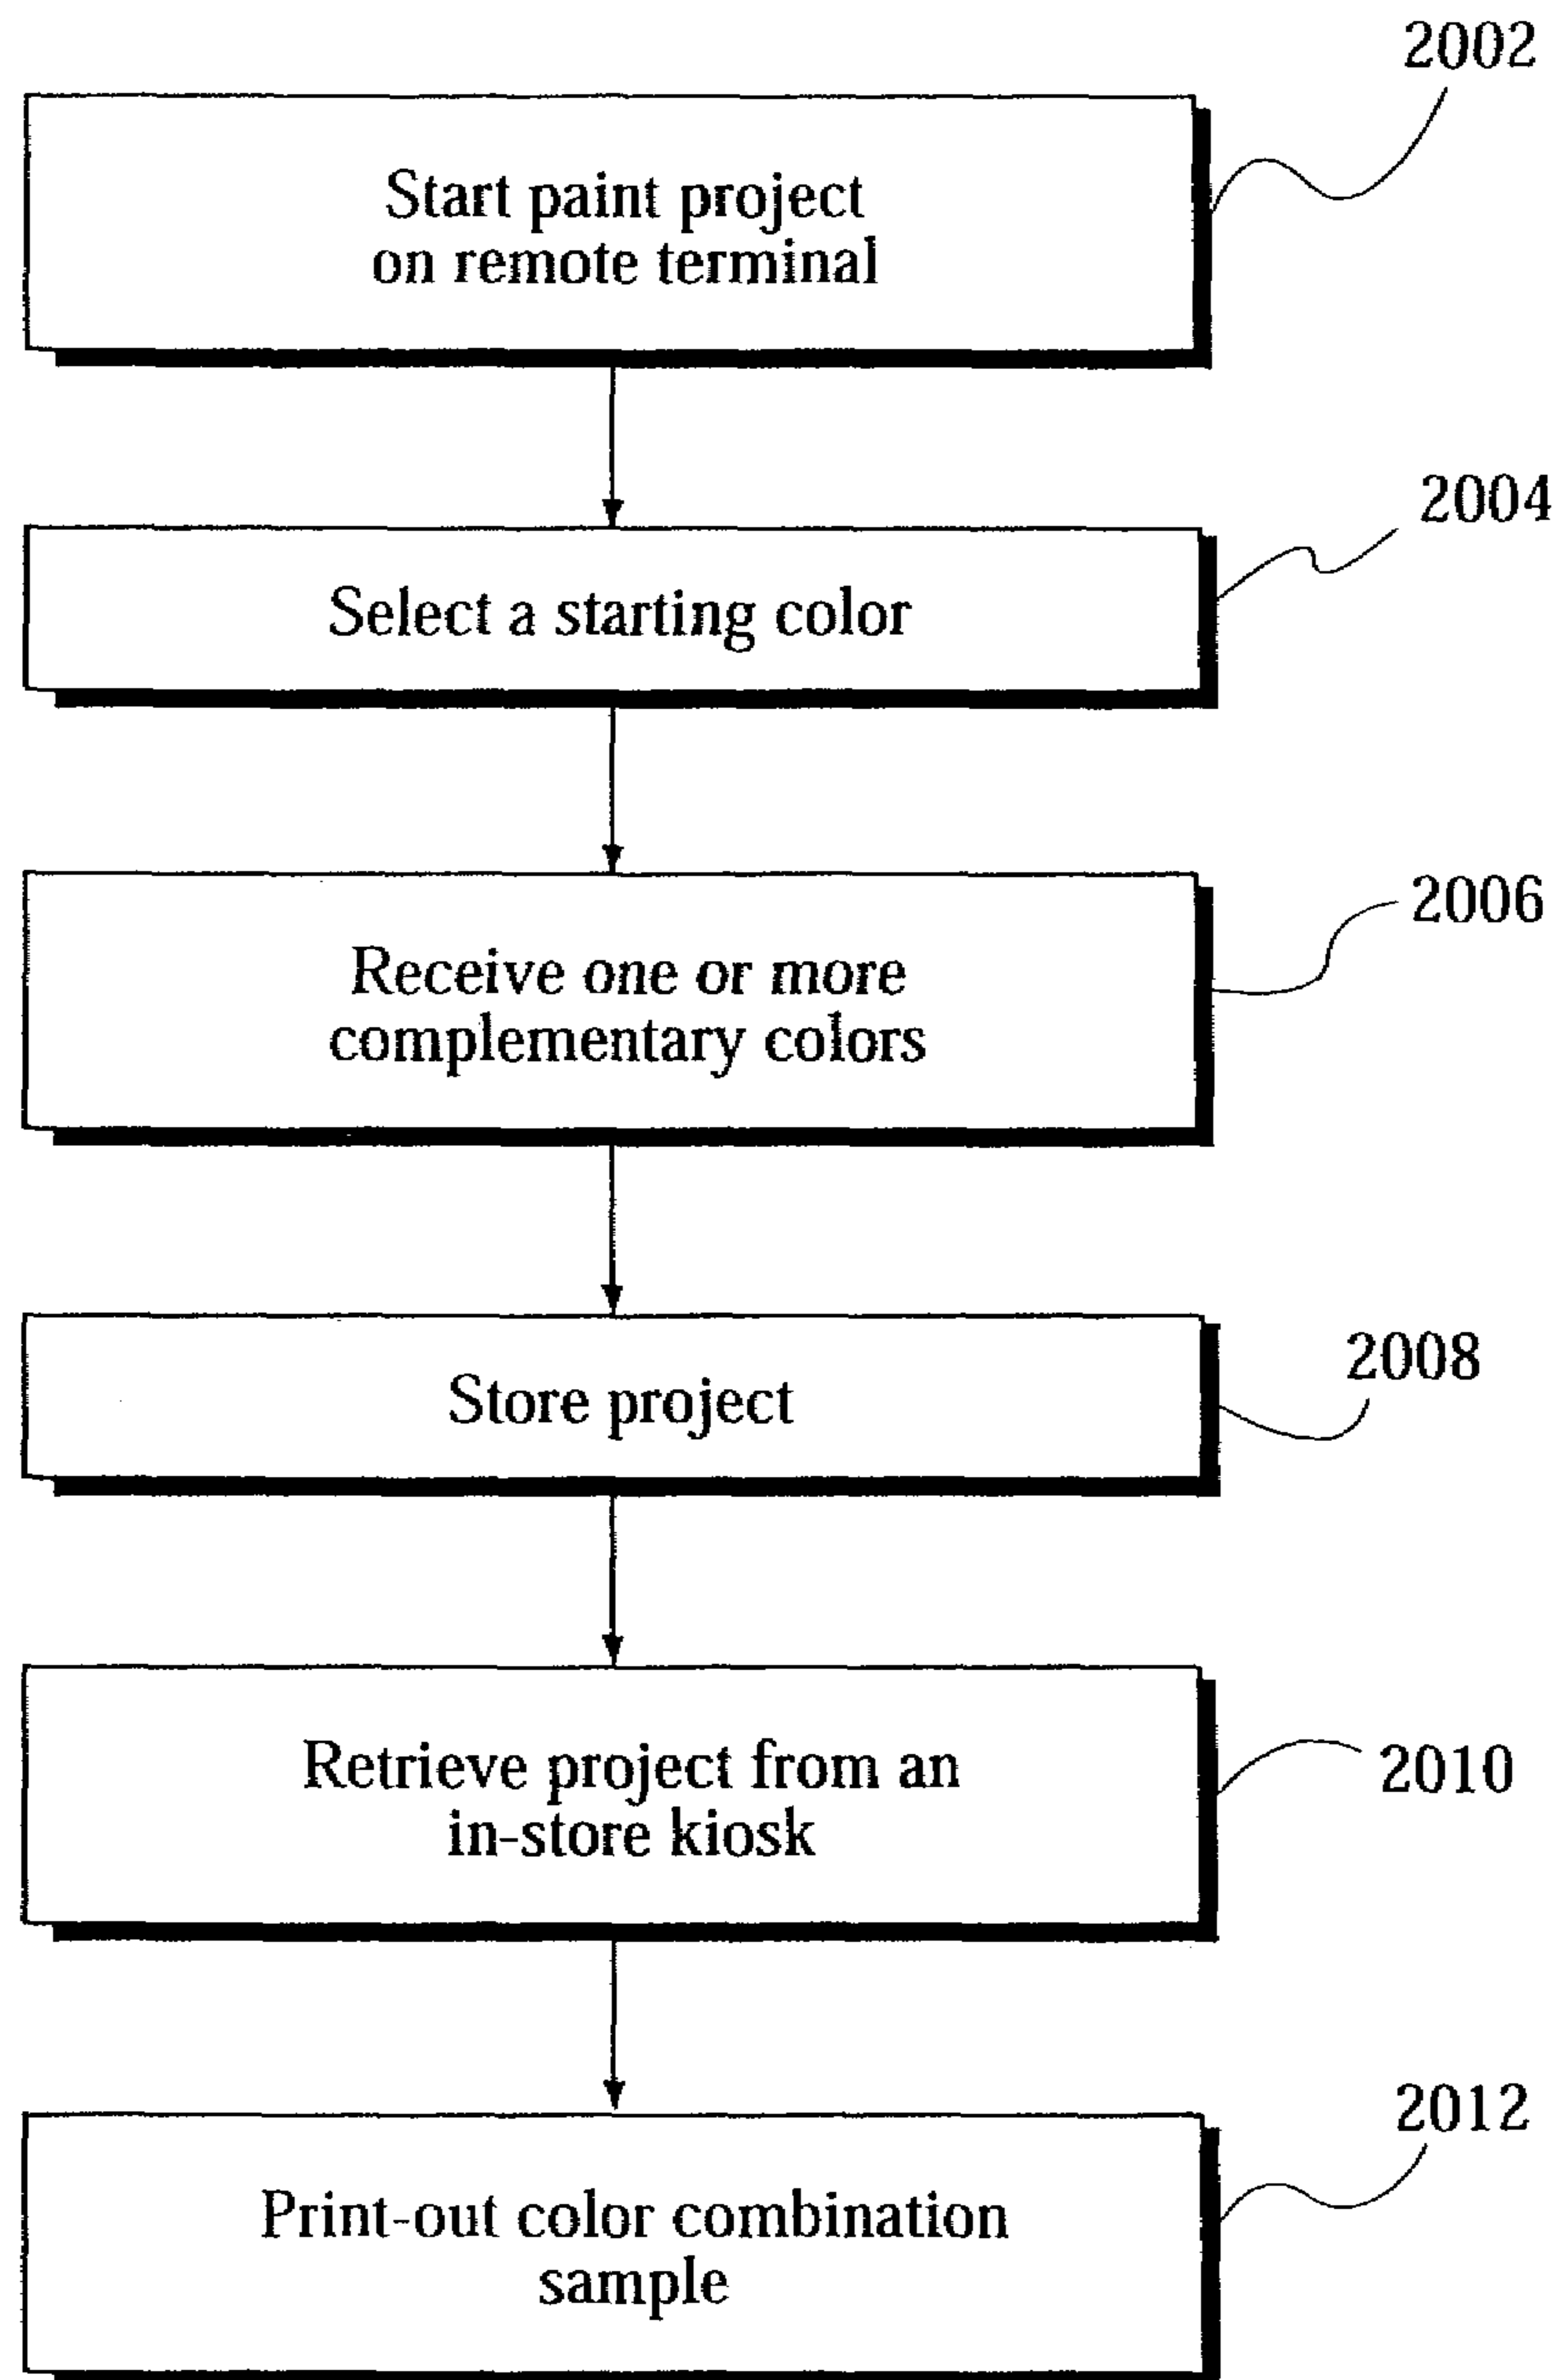 2002
Start paint project
on remote terminal
2004
Select a starting color
2006
Receive one or more
complementary colors
2008
Store project
2010
Retrieve project from an
in-store kiosk
2012
Print-out color combination
sample